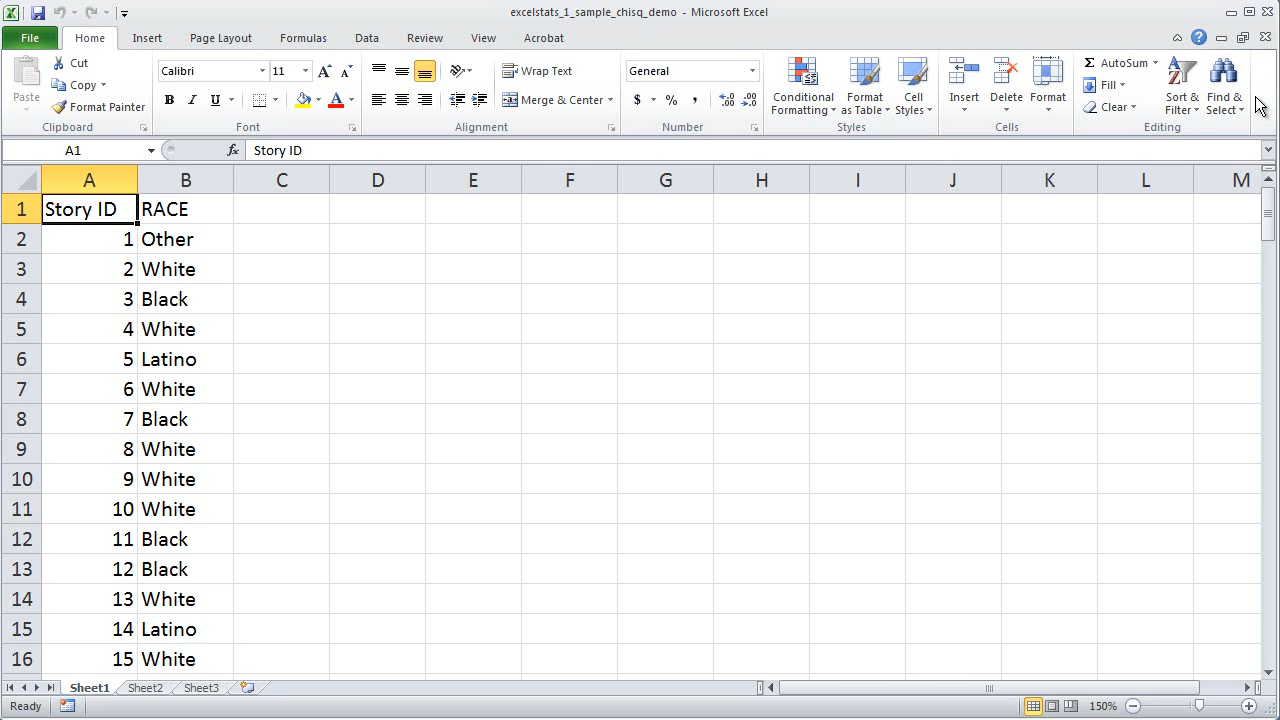 excelstats_1_sample_chisq_demo - Microsoft Excel
File Home Insert Page Layout Formulas Data Review View Acrobat
Paste
Cut
Copy
Format Painter
Clipboard
Calibri 11
B I U
Font
Wrap Text
Merge & Center
Alignment
General
$ % ,
Number
Conditional Formatting
Format as Table
Cell Styles
Styles
Insert Delete Format
Cells
Σ AutoSum
Fill
Clear
Sort & Filter
Find & Select
Editing
A1 fx Story ID
A B C D E F G H I J K L M
1 Story ID RACE
2 1 Other
3 2 White
4 3 Black
5 4 White
6 5 Latino
7 6 White
8 7 Black
9 8 White
10 9 White
11 10 White
12 11 Black
13 12 Black
14 13 White
15 14 Latino
16 15 White
Sheet1 Sheet2 Sheet3
Ready 150%